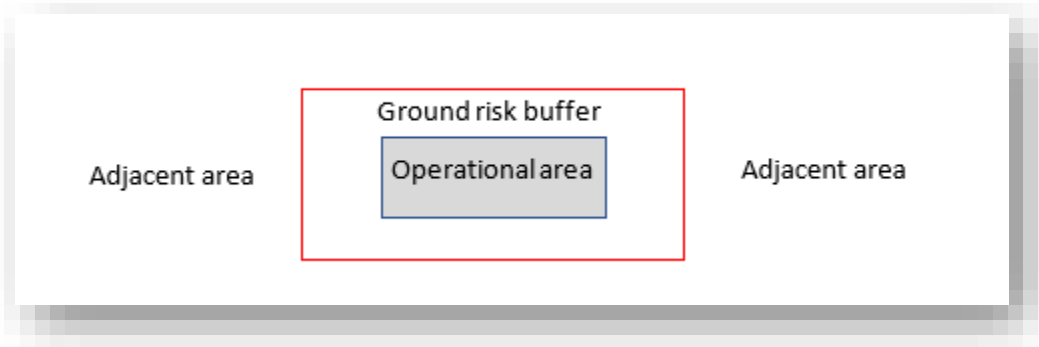 Ground risk buffer
Operational area
Adjacent area
Adjacent area